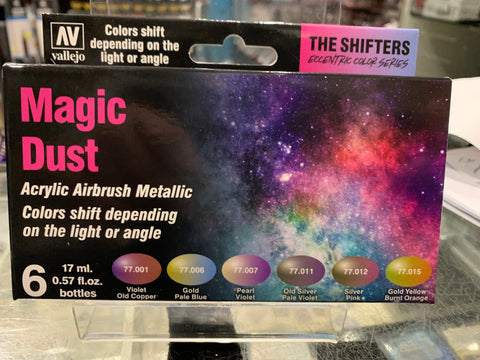 AV
vallejo
Colors shift
depending on the
light or angle
THE SHIFTERS
ECCENTRIC COLOR SERIES
Magic
Dust
Acrylic Airbrush Metallic
Colors shift depending
on the light or angle
6
17 ml.
0.57 fl.oz.
bottles
77.001
Violet
Old Copper
77.006
Gold
Pale Blue
77.007
Pearl
Violet
77.011
Old Silver
Pale Violet
77.012
Silver
Pink
77.015
Gold Yellow
Burnt Orange